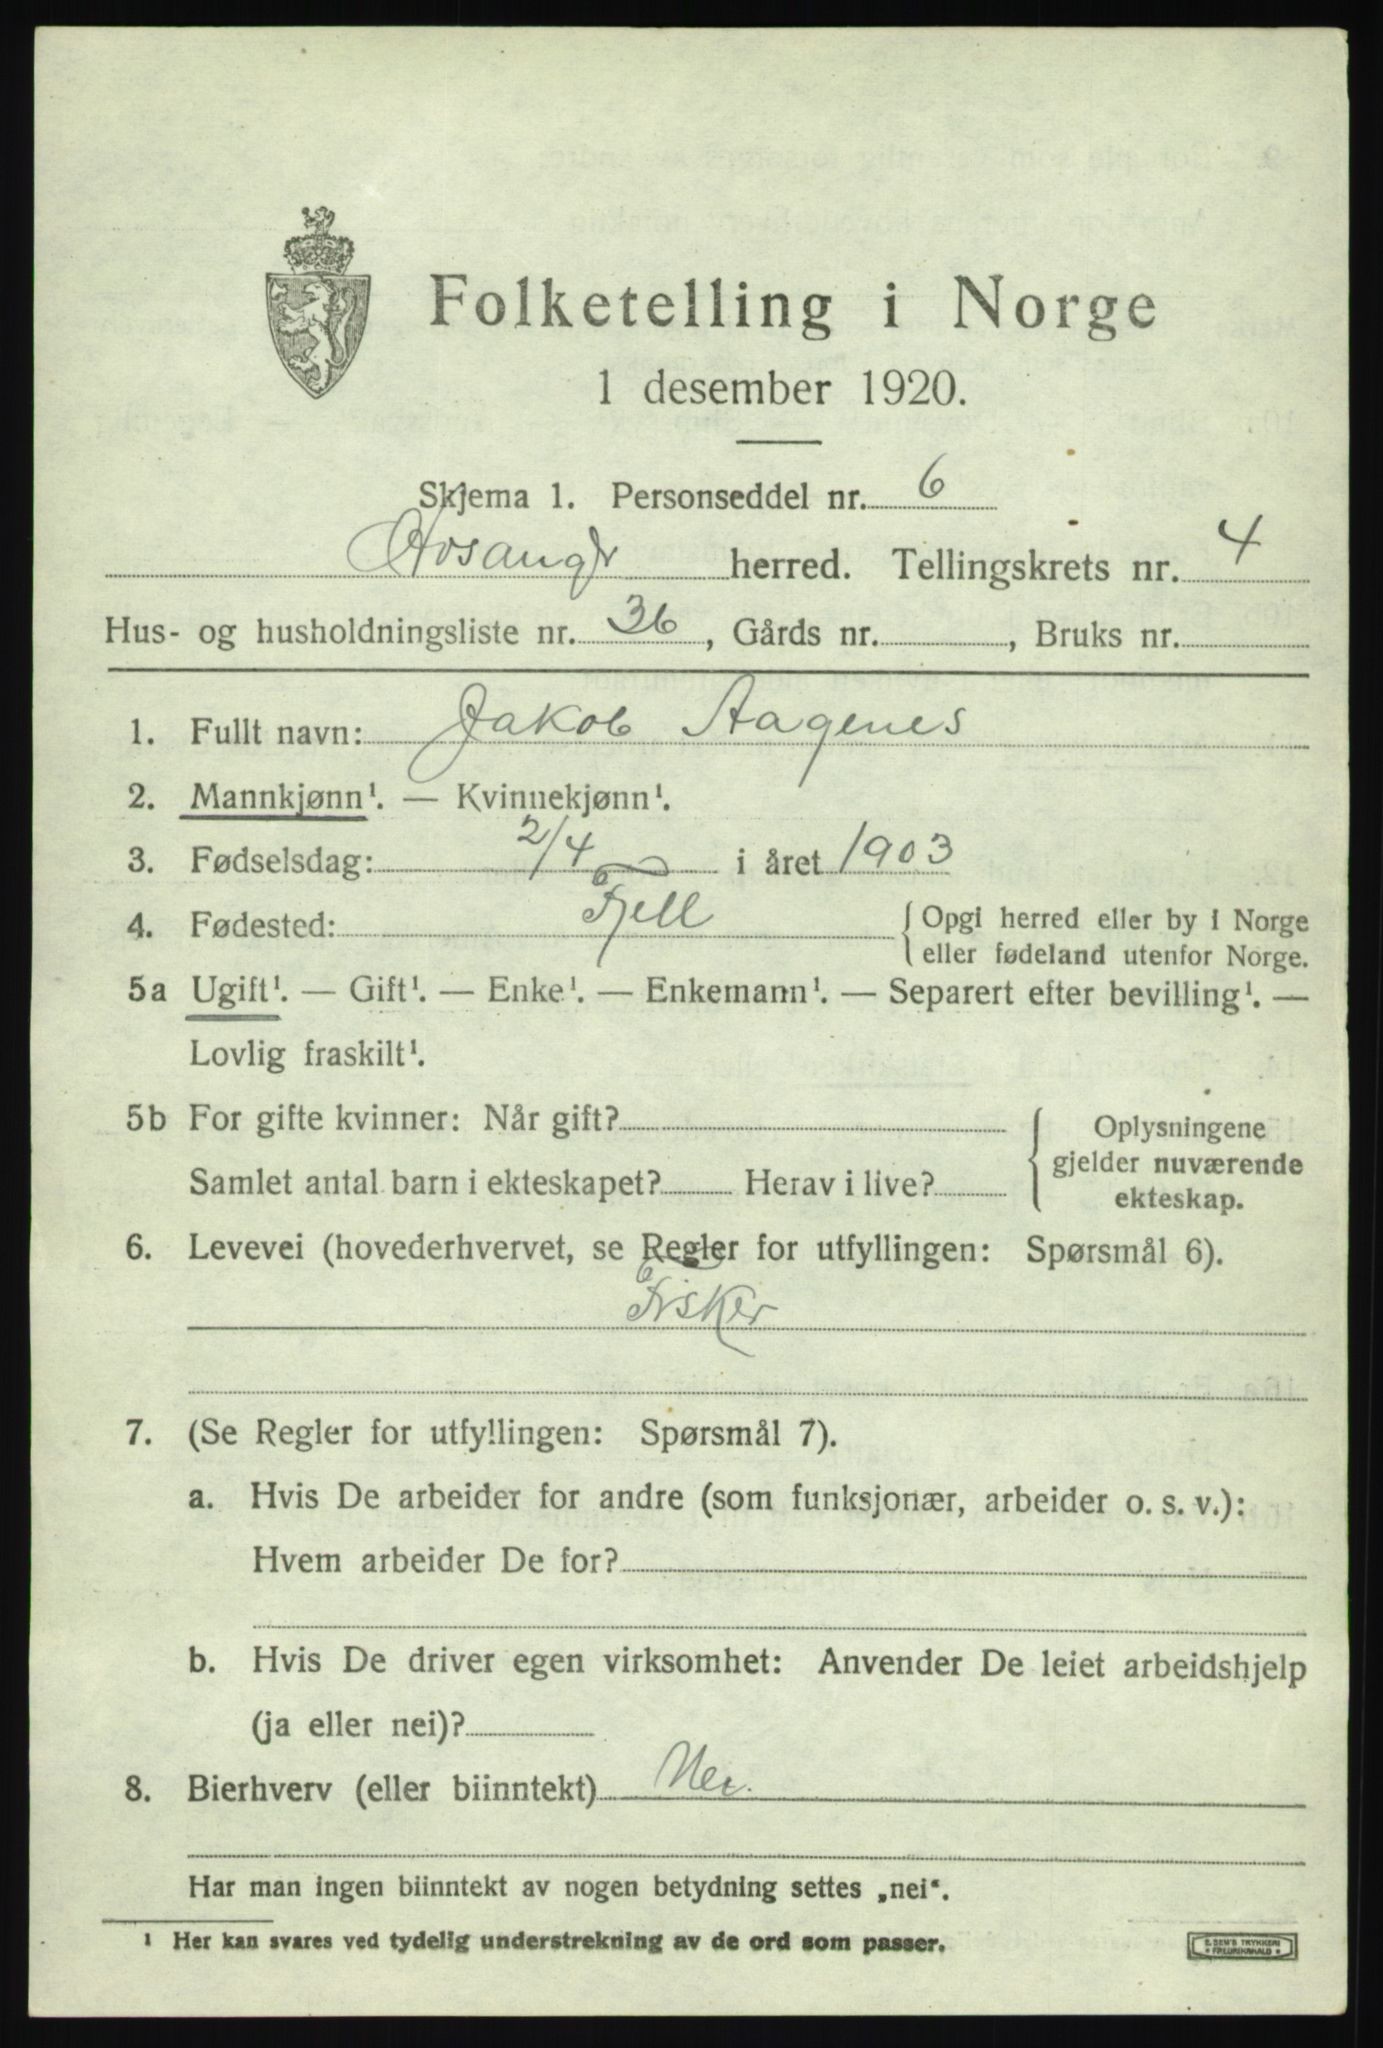 Folketelling i Norge
1 desember 1920.
Skjema 1. Personseddel nr. 6
Hosanger herred. Tellingskrets nr. 4
Hus- og husholdningsliste nr. 36, Gårds nr. , Bruks nr.
1. Fullt navn: Jakob Aagenes
2. Mannkjønn¹. — Kvinnekjønn¹.
3. Fødselsdag: 2/4 i året 1903
4. Fødested: Fjell { Opgi herred eller by i Norge
eller fødeland utenfor Norge.
5a Ugift¹. — Gift¹. — Enke¹. — Enkemann¹. — Separert efter bevilling¹. —
Lovlig fraskilt¹.
5b For gifte kvinner: Når gift?
Samlet antal barn i ekteskapet? Herav i live?
Oplysningene
gjelder nuværende
ekteskap.
6. Levevei (hovederhvervet, se Regler for utfyllingen: Spørsmål 6).
Fisker
7. (Se Regler for utfyllingen: Spørsmål 7).
a. Hvis De arbeider for andre (som funksjonær, arbeider o. s. v.):
Hvem arbeider De for?
b. Hvis De driver egen virksomhet: Anvender De leiet arbeidshjelp
(ja eller nei)?
8. Bierhverv (eller biinntekt) Nei.
Har man ingen biinntekt av nogen betydning settes „nei“.
¹ Her kan svares ved tydelig understrekning av de ord som passer.
E. SEM'S TRYKKERI
FREDRIKSHALD